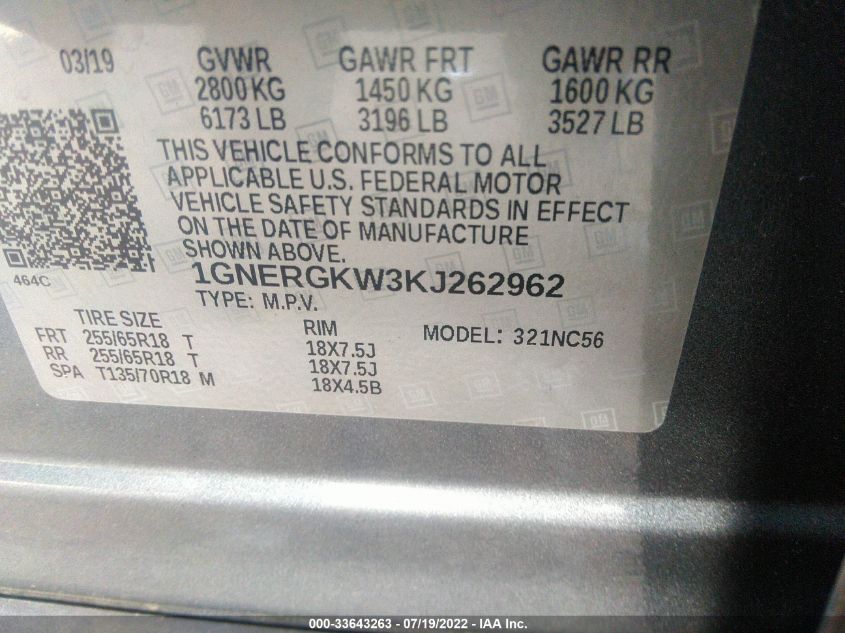 03/19 GVWR GAWR FRT GAWR RR
2800 KG 1450 KG 1600 KG
6173 LB 3196 LB 3527 LB
THIS VEHICLE CONFORMS TO ALL
APPLICABLE U.S. FEDERAL MOTOR
VEHICLE SAFETY STANDARDS IN EFFECT
ON THE DATE OF MANUFACTURE
SHOWN ABOVE.
464C
1GNERGKW3KJ262962
TYPE: M.P.V.
TIRE SIZE RIM MODEL: 321NC56
FRT 255/65R18 T 18X7.5J
RR 255/65R18 T 18X7.5J
SPA T135/70R18 M 18X4.5B
GM
000-33643263 - 07/19/2022 - IAA Inc.